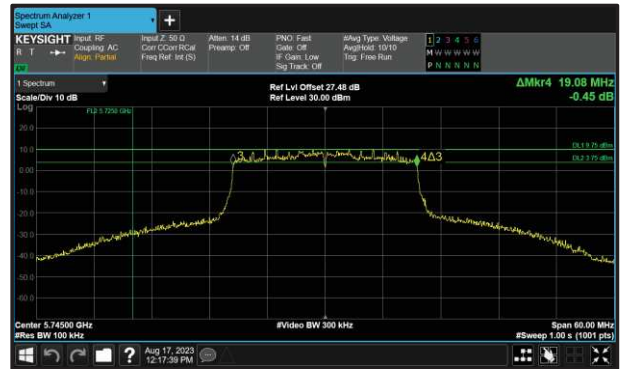 Spectrum Analyzer 1
Swept SA
+
KEYSIGHT
R T
Input: RF
Coupling: AC
Align: Partial
Input Z: 50 Ω
Corr CCorr RCal
Freq Ref: Int (S)
Atten: 14 dB
Preamp: Off
PNO: Fast
Gate: Off
IF Gain: Low
Sig Track: Off
#Avg Type: Voltage
Avg|Hold: 10/10
Trig: Free Run
1 2 3 4 5 6
M W W W W W
P N N N N N
1 Spectrum
Scale/Div 10 dB
Ref Lvl Offset 27.48 dB
Ref Level 30.00 dBm
ΔMkr4 19.08 MHz
-0.45 dB
Log
FL2 5.7250 GHz
20.0
10.0
0.00
-10.0
-20.0
-30.0
-40.0
-50.0
-60.0
3
4Δ3
DL1 9.75 dBm
DL2 3.75 dBm
Center 5.74500 GHz
#Res BW 100 kHz
#Video BW 300 kHz
Span 60.00 MHz
#Sweep 1.00 s (1001 pts)
?
Aug 17, 2023
12:17:39 PM